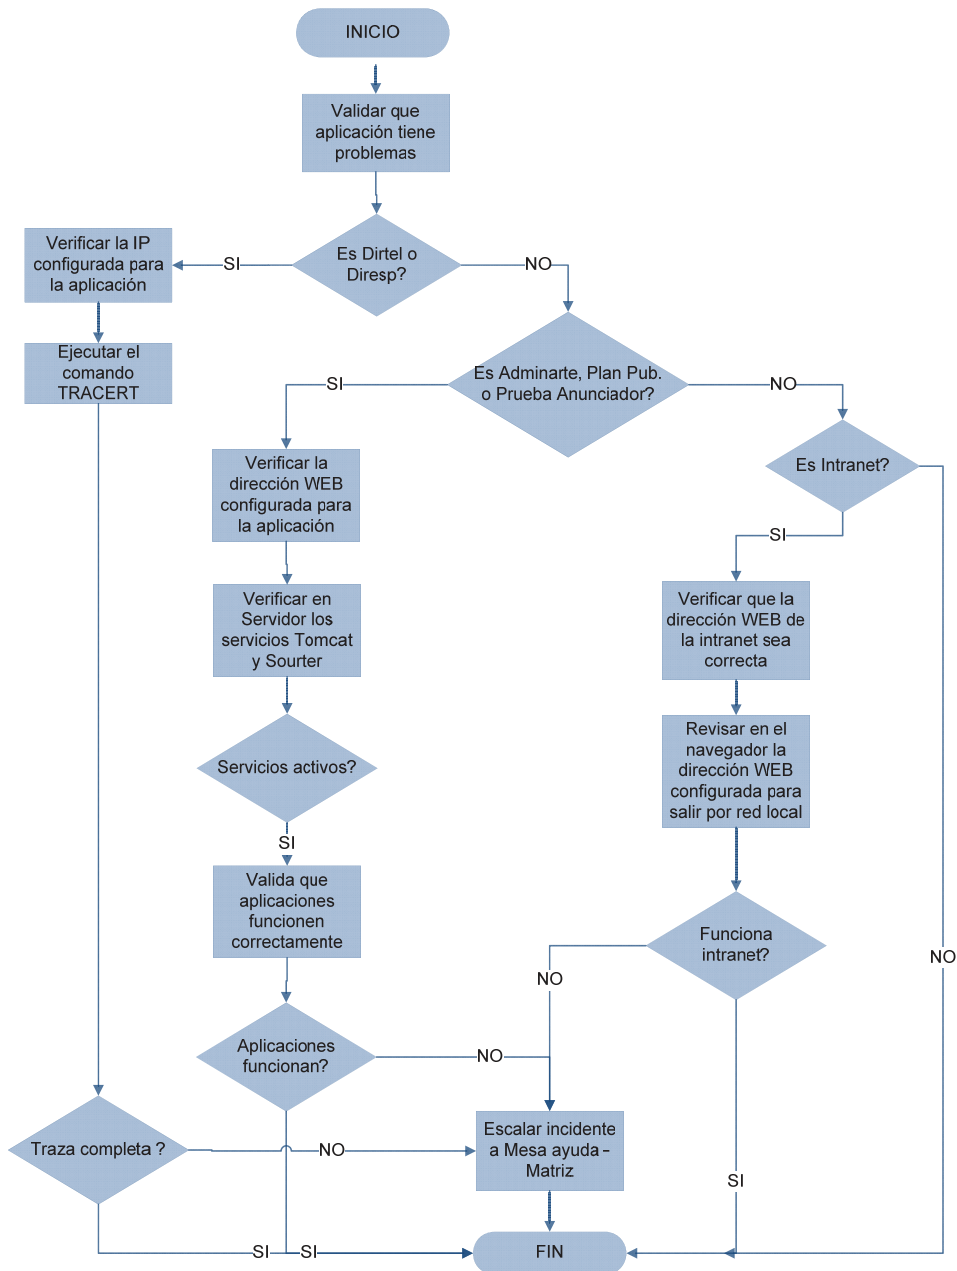 INICIO
Validar que
aplicación tiene
problemas
Es Dirtel o
Diresp?
SI
NO
Verificar la IP
configurada para
la aplicación
Ejecutar el
comando
TRACERT
Es Adminarte, Plan Pub.
o Prueba Anunciador?
SI
NO
Es Intranet?
Verificar la
dirección WEB
configurada para
la aplicación
SI
Verificar en
Servidor los
servicios Tomcat
y Sourter
Verificar que la
dirección WEB de
la intranet sea
correcta
Servicios activos?
Revisar en el
navegador la
dirección WEB
configurada para
salir por red local
SI
Valida que
aplicaciones
funcionen
correctamente
Funciona
intranet?
NO
NO
Aplicaciones
funcionan?
NO
Traza completa ?
NO
Escalar incidente
a Mesa ayuda –
Matriz
SI
SI
SI
FIN